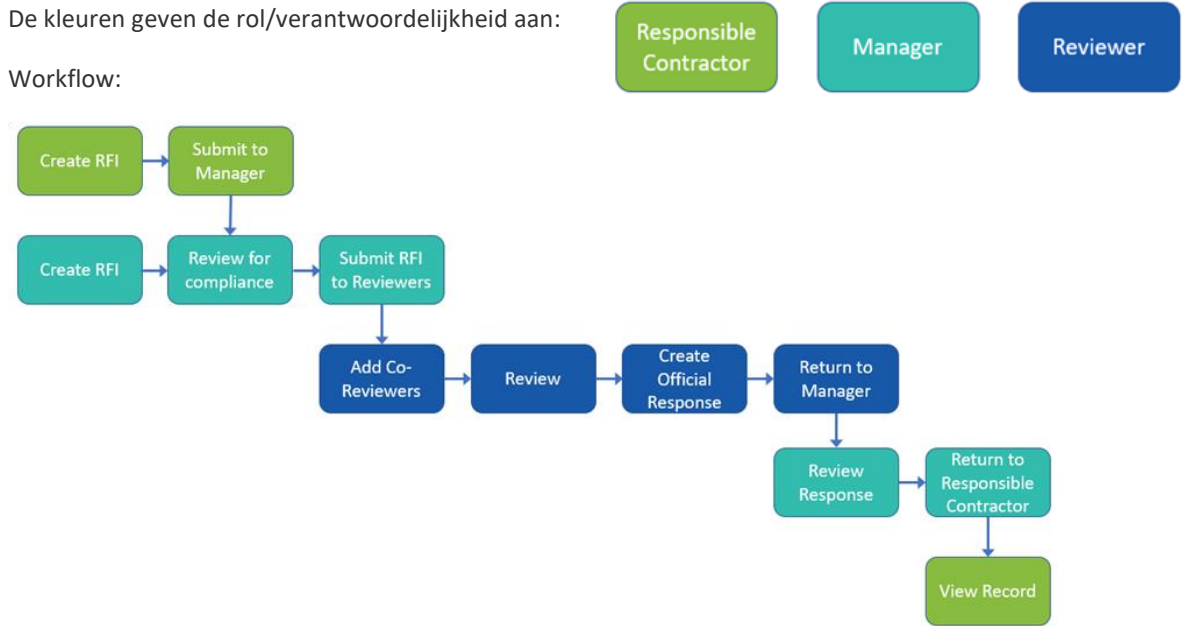 De kleuren geven de rol/verantwoordelijkheid aan:
Responsible
Contractor
Manager
Reviewer
Workflow:
Create RFI
Submit to
Manager
Create RFI
Review for
compliance
Submit RFI
to Reviewers
Add Co-
Reviewers
Review
Create
Official
Response
Return to
Manager
Review
Response
Return to
Responsible
Contractor
View Record